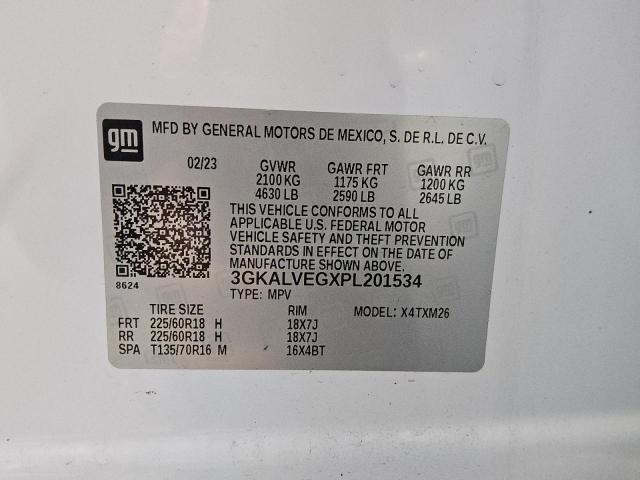 gm
MFD BY GENERAL MOTORS DE MEXICO, S. DE R.L. DE C.V.
02/23 GVWR GAWR FRT GAWR RR
2100 KG 1175 KG 1200 KG
4630 LB 2590 LB 2645 LB
THIS VEHICLE CONFORMS TO ALL
APPLICABLE U.S. FEDERAL MOTOR
VEHICLE SAFETY AND THEFT PREVENTION
STANDARDS IN EFFECT ON THE DATE OF
MANUFACTURE SHOWN ABOVE.
8624 3GKALVEGXPL201534
TYPE: MPV
TIRE SIZE RIM MODEL: X4TXM26
FRT 225/60R18 H 18X7J
RR 225/60R18 H 18X7J
SPA T135/70R16 M 16X4BT